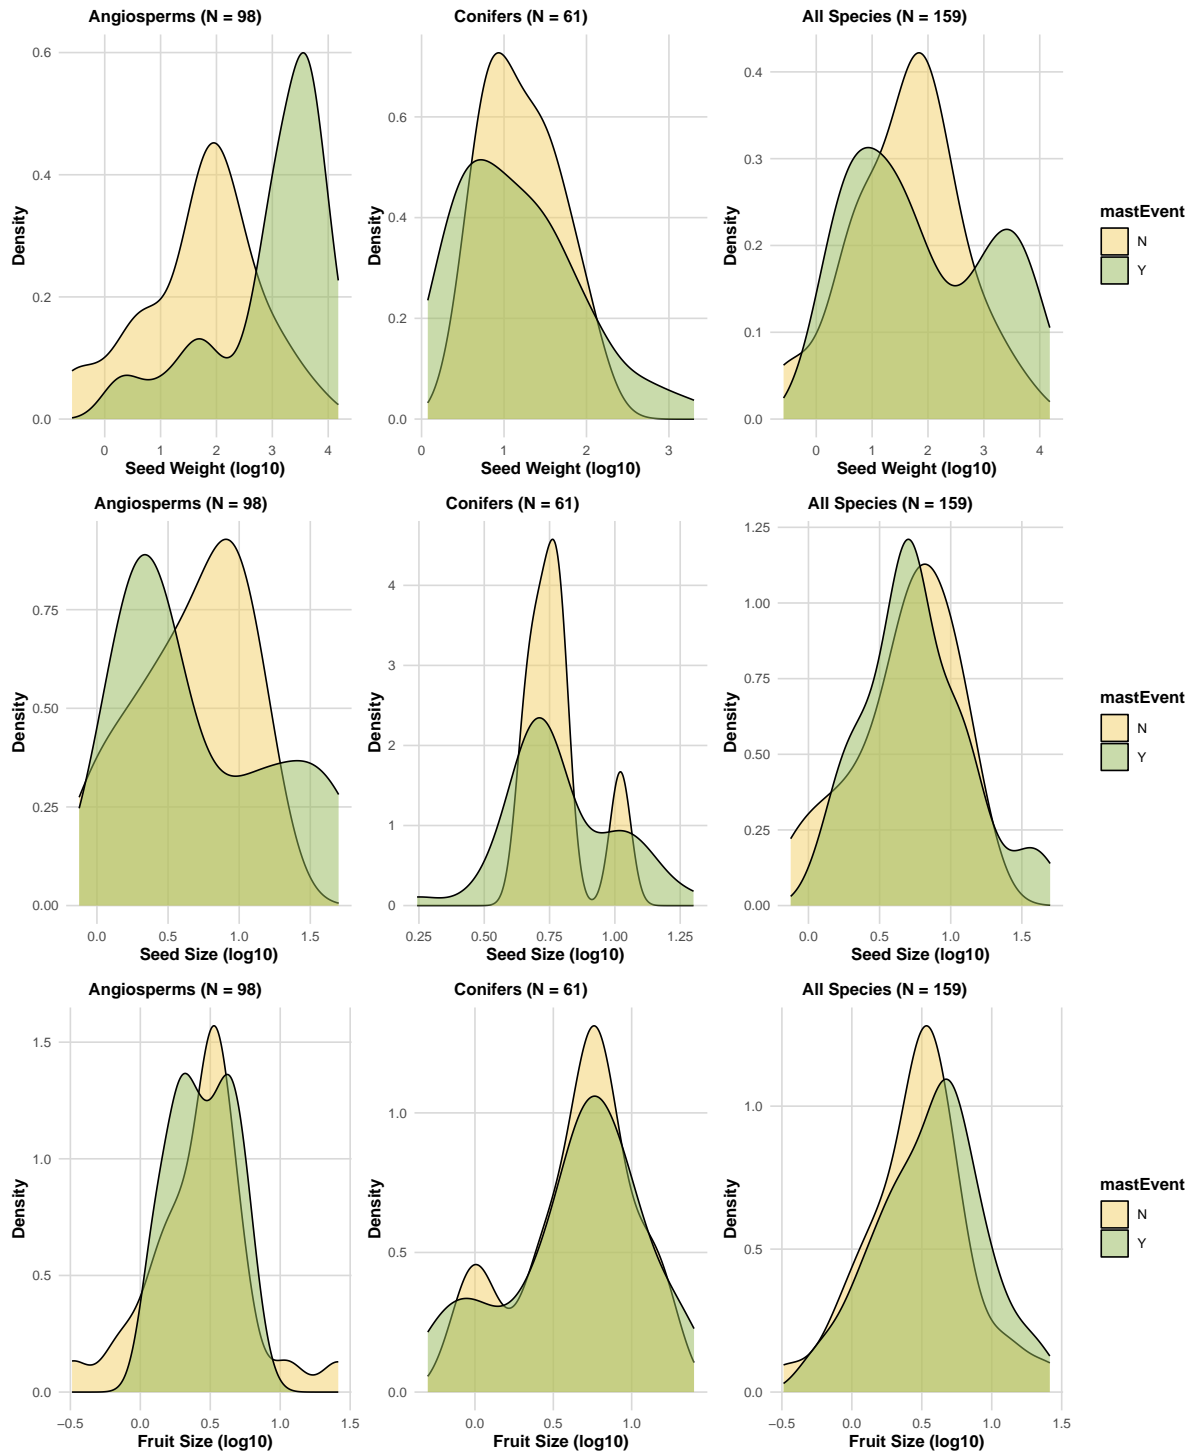 Angiosperms (N = 98)
Conifers (N = 61)
All Species (N = 159)
Density
0.6
0.4
0.2
0.0
0 1 2 3 4
Seed Weight (log10)
Density
0.6
0.4
0.2
0.0
0 1 2 3
Seed Weight (log10)
Density
0.4
0.3
0.2
0.1
0.0
0 1 2 3 4
Seed Weight (log10)
mastEvent
N
Y
Angiosperms (N = 98)
Conifers (N = 61)
All Species (N = 159)
Density
0.75
0.50
0.25
0.00
0.0 0.5 1.0 1.5
Seed Size (log10)
Density
4
3
2
1
0
0.25 0.50 0.75 1.00 1.25
Seed Size (log10)
Density
1.25
1.00
0.75
0.50
0.25
0.00
0.0 0.5 1.0 1.5
Seed Size (log10)
mastEvent
N
Y
Angiosperms (N = 98)
Conifers (N = 61)
All Species (N = 159)
Density
1.5
1.0
0.5
0.0
−0.5 0.0 0.5 1.0 1.5
Fruit Size (log10)
Density
1.0
0.5
0.0
0.0 0.5 1.0
Fruit Size (log10)
Density
1.0
0.5
0.0
−0.5 0.0 0.5 1.0 1.5
Fruit Size (log10)
mastEvent
N
Y